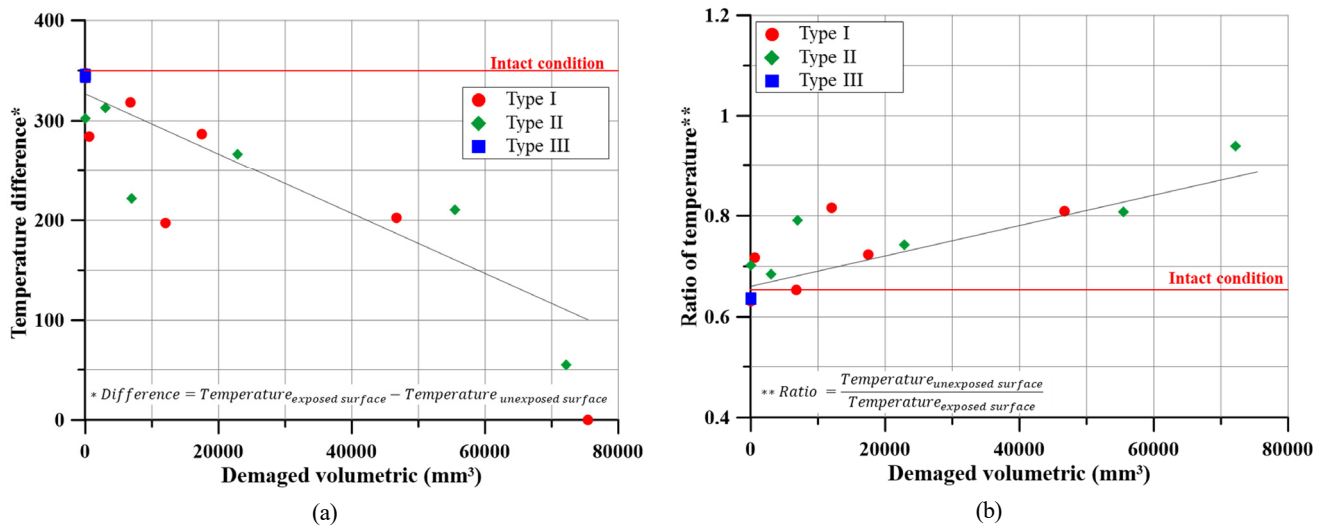 400
300
200
100
0
Temperature difference*
Intact condition
Type I
Type II
Type III
* Difference = Temperature exposed surface − Temperature unexposed surface
0 20000 40000 60000 80000
Demaged volumetric (mm³)
(a)
1.2
1
0.8
0.6
0.4
Ratio of temperature**
Type I
Type II
Type III
Intact condition
** Ratio = Temperature unexposed surface
Temperature exposed surface
0 20000 40000 60000 80000
Demaged volumetric (mm³)
(b)